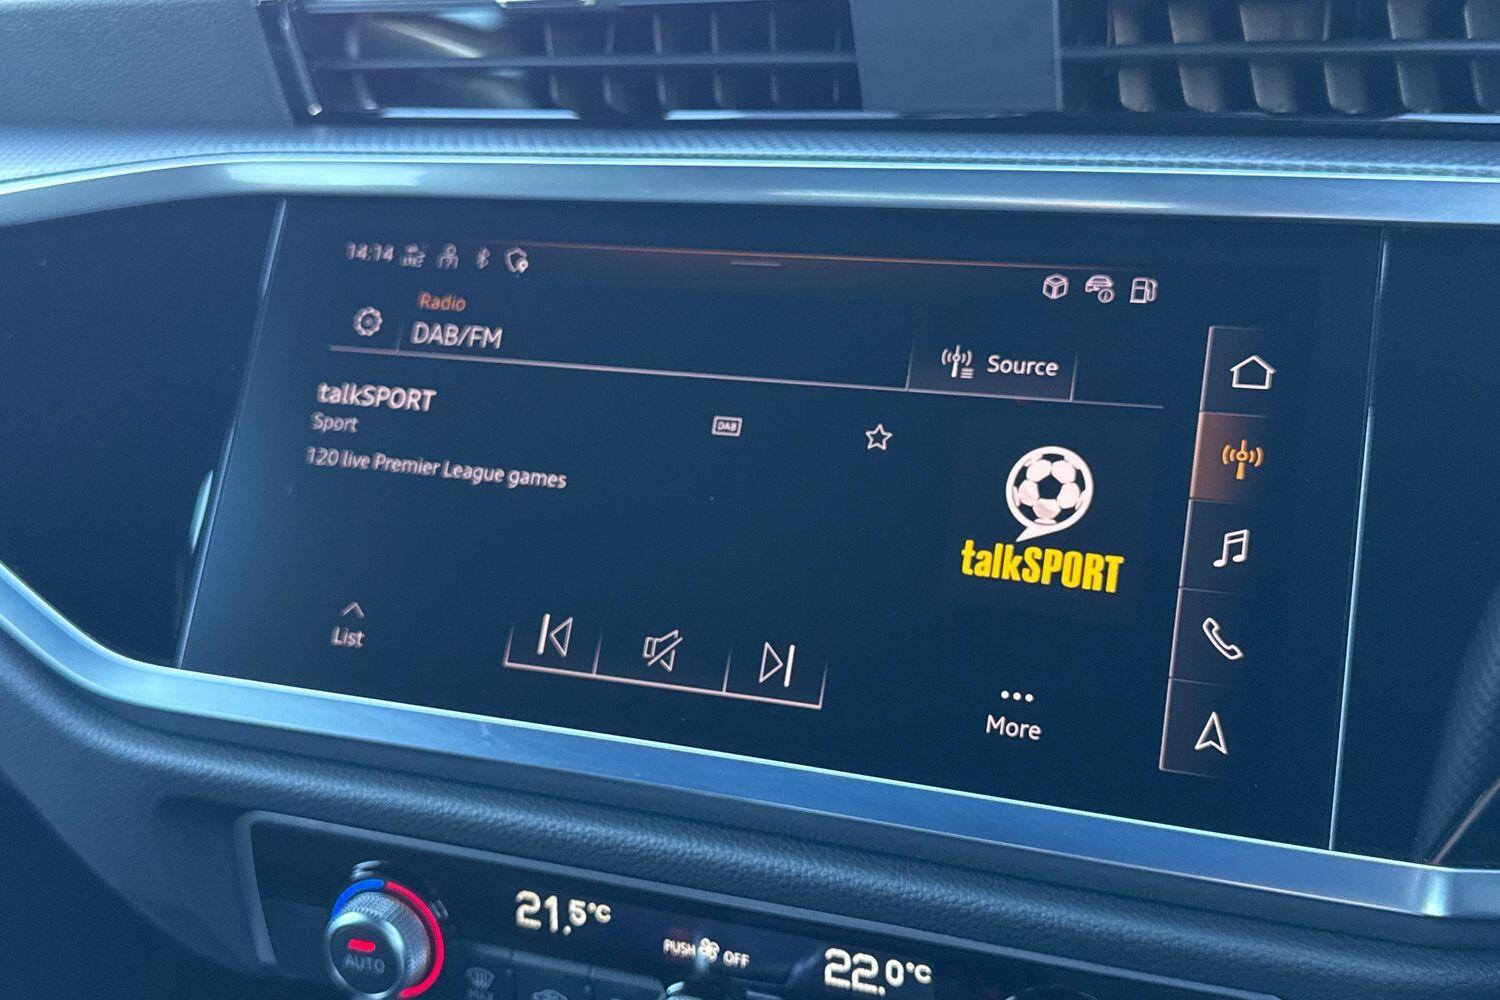 14:14
Radio
DAB/FM
Source
talkSPORT
Sport
DAB
120 live Premier League games
talkSPORT
List
More
21.5°C
PUSH OFF
22.0°C
AUTO